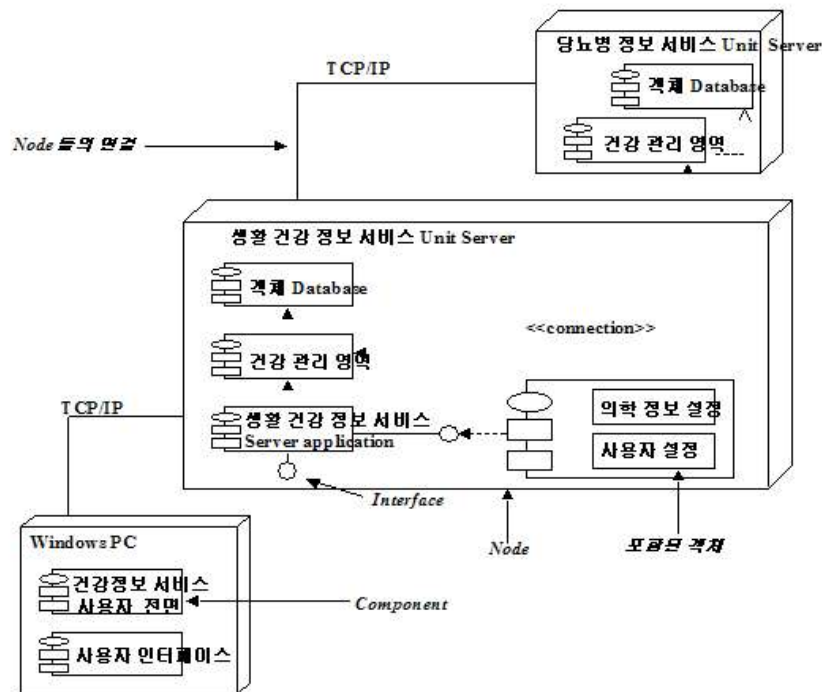 당뇨병 정보 서비스 Unit Server
객체 Database
건강 관리 영역
TCP/IP
Node 들의 연결
생활 건강 정보 서비스 Unit Server
객체 Database
<<connection>>
건강 관리 영역
의학 정보 설정
생활 건강 정보 서비스
Server application
사용자 설정
TCP/IP
Interface
Node
포함된 객체
Windows PC
건강정보 서비스
사용자 전면
Component
사용자 인터페이스